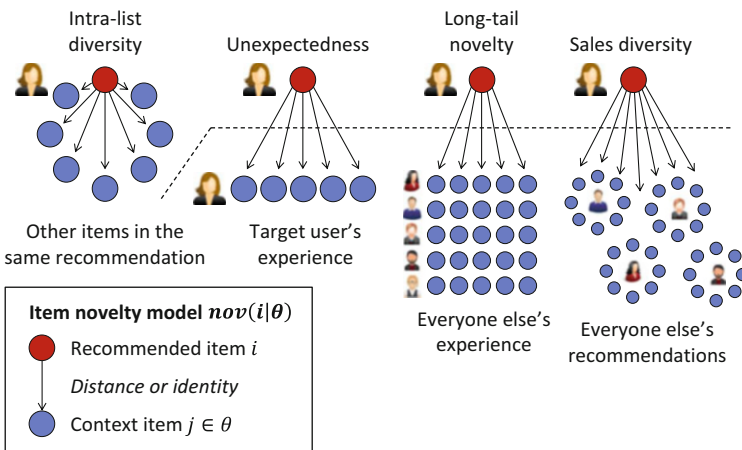 Intra-list
diversity
Unexpectedness
Long-tail
novelty
Sales diversity
Other items in the
same recommendation
Target user's
experience
Everyone else's
experience
Everyone else's
recommendations
Item novelty model nov(i|θ)
Recommended item i
Distance or identity
Context item j ∈ θ